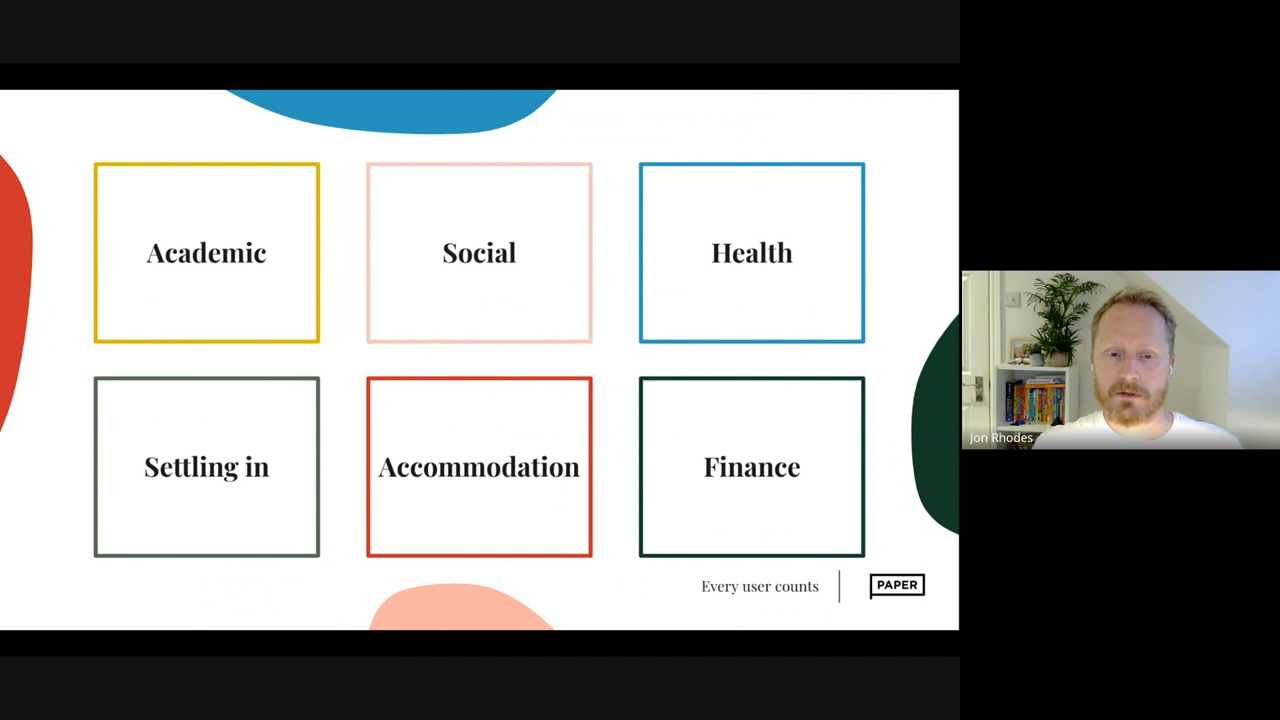 Academic
Social
Health
Settling in
Accommodation
Finance
Every user counts
PAPER
Jon Rhodes